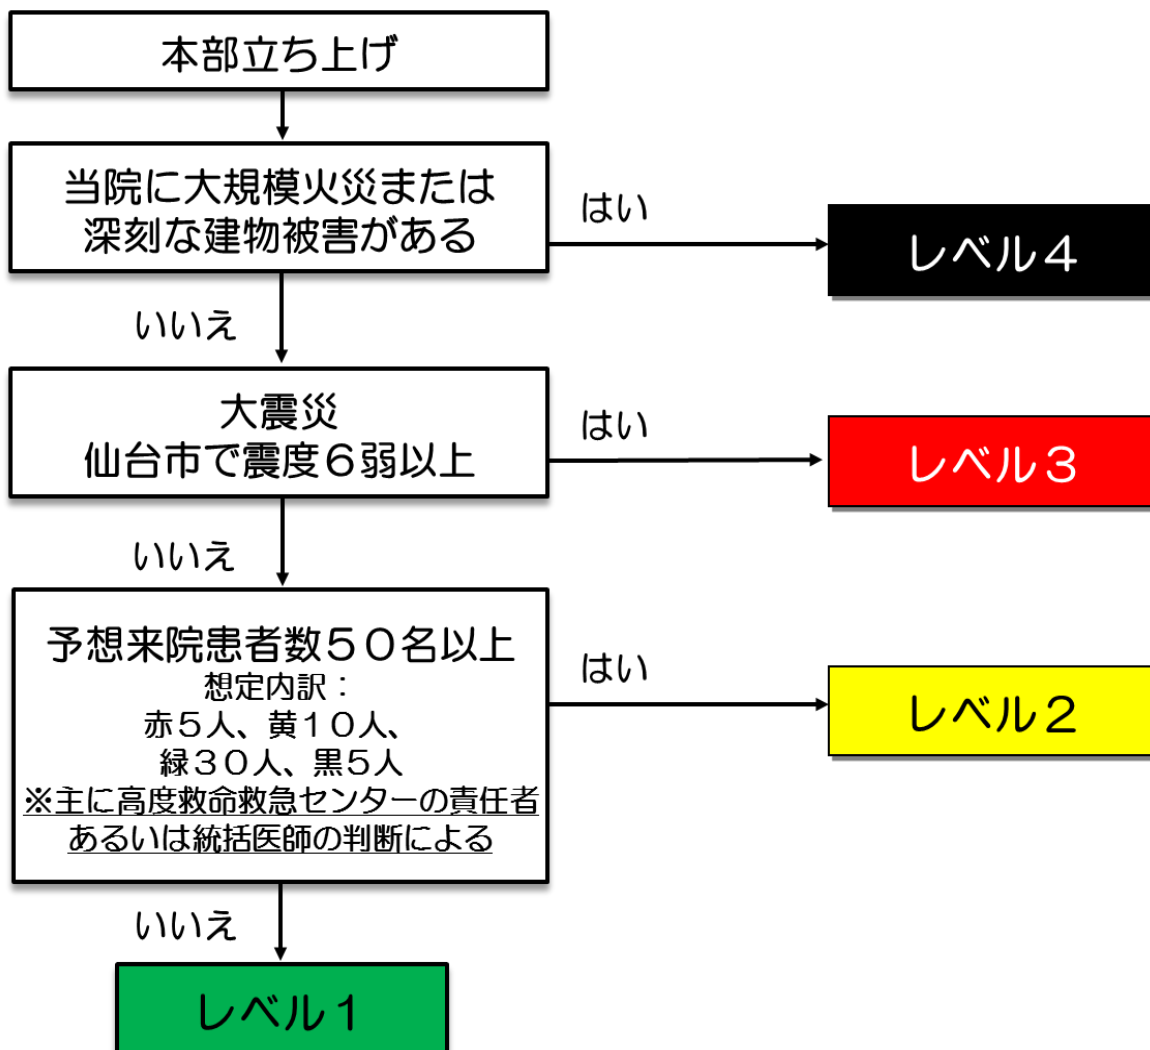 本部立ち上げ
当院に大規模火災または
深刻な建物被害がある
はい
レベル４
いいえ
大震災
仙台市で震度６弱以上
はい
レベル３
いいえ
予想来院患者数５０名以上
想定内訳：
赤５人、黄１０人、
緑３０人、黒５人
※主に高度救命救急センターの責任者
あるいは統括医師の判断による
はい
レベル２
いいえ
レベル１